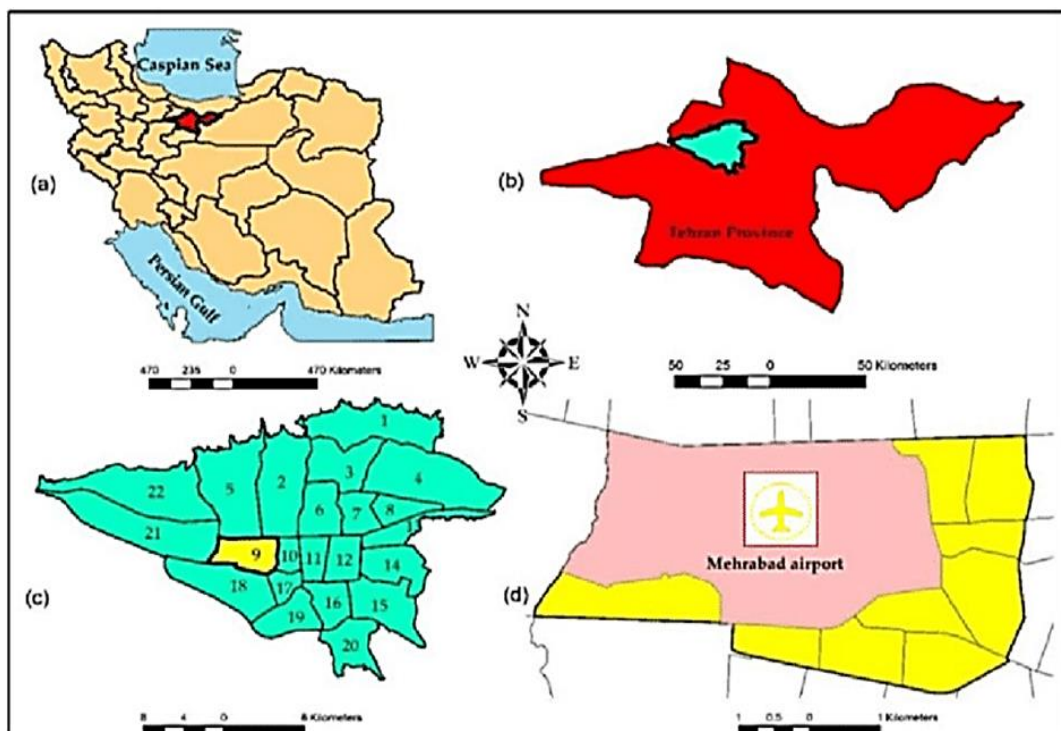 Caspian Sea
(a)
Persian Gulf
470 235 0 470 Kilometers
(b)
Tehran Province
50 25 0 50 Kilometers
N
W E
S
1
3
4
22
5
2
6
7
8
21
9
10
11
12
14
18
17
16
15
19
20
(c)
8 4 0 8 Kilometers
Mehrabad airport
(d)
1 0.5 0 1 Kilometers